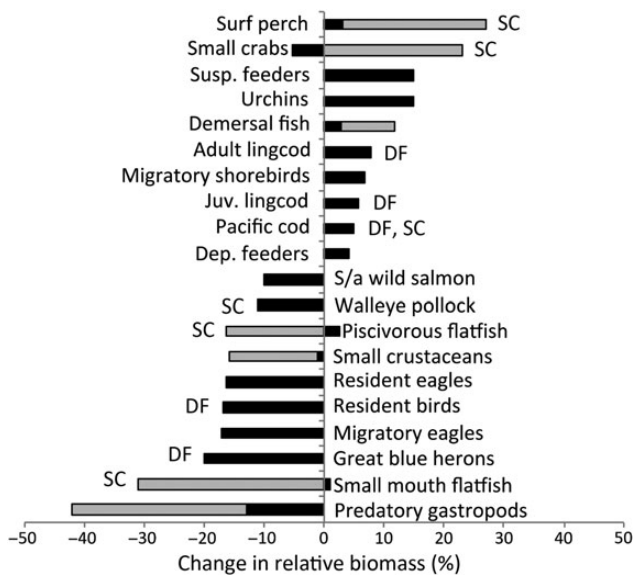 Surf perch SC
Small crabs SC
Susp. feeders
Urchins
Demersal fish
Adult lingcod DF
Migratory shorebirds
Juv. lingcod DF
Pacific cod DF, SC
Dep. feeders
S/a wild salmon
SC Walleye pollock
SC Piscivorous flatfish
Small crustaceans
Resident eagles
DF Resident birds
Migratory eagles
DF Great blue herons
SC Small mouth flatfish
Predatory gastropods
−50 −40 −30 −20 −10 0 10 20 30 40 50
Change in relative biomass (%)